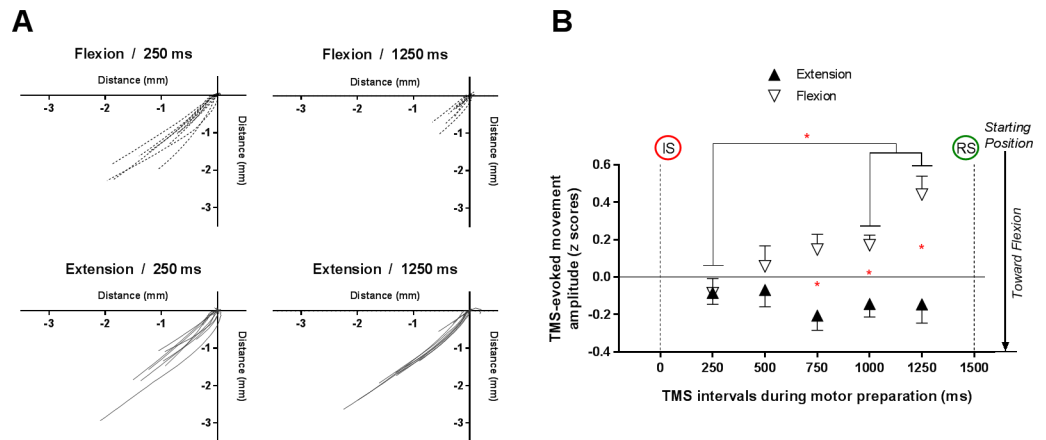 A
Flexion / 250 ms
Distance (mm)
-3
-2
-1
-1
-2
-3
Distance (mm)
Flexion / 1250 ms
Distance (mm)
-3
-2
-1
-1
-2
-3
Distance (mm)
Extension / 250 ms
Distance (mm)
-3
-2
-1
-1
-2
-3
Distance (mm)
Extension / 1250 ms
Distance (mm)
-3
-2
-1
-1
-2
-3
Distance (mm)
B
Extension
Flexion
IS
*
RS
Starting
Position
Toward Flexion
TMS-evoked movement
amplitude (z scores)
0.6
0.4
0.2
0.0
-0.2
-0.4
*
*
*
0
250
500
750
1000
1250
1500
TMS intervals during motor preparation (ms)